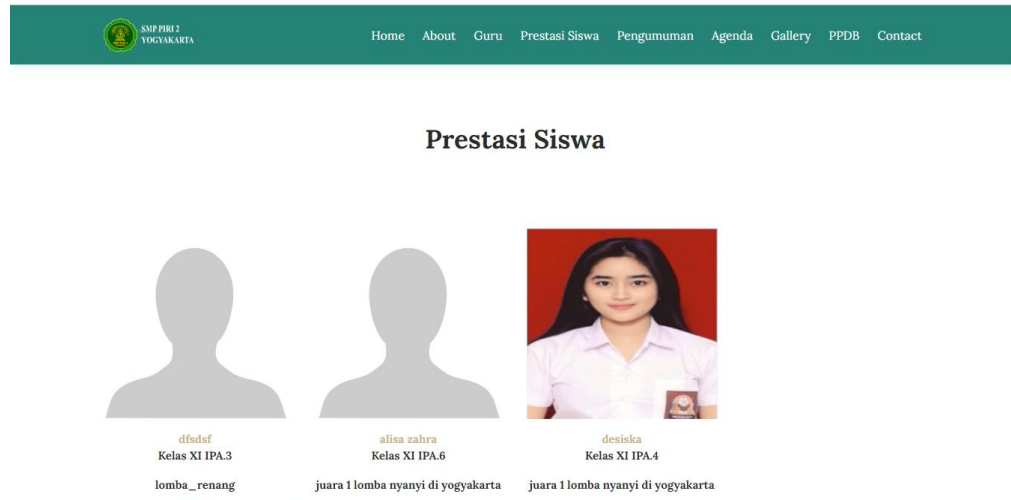 SMP PIRI 2
YOGYAKARTA
Home About Guru Prestasi Siswa Pengumuman Agenda Gallery PPDB Contact
Prestasi Siswa
dfsdsf
Kelas XI IPA.3
lomba_renang
alisa zahra
Kelas XI IPA.6
juara 1 lomba nyanyi di yogyakarta
desiska
Kelas XI IPA.4
juara 1 lomba nyanyi di yogyakarta